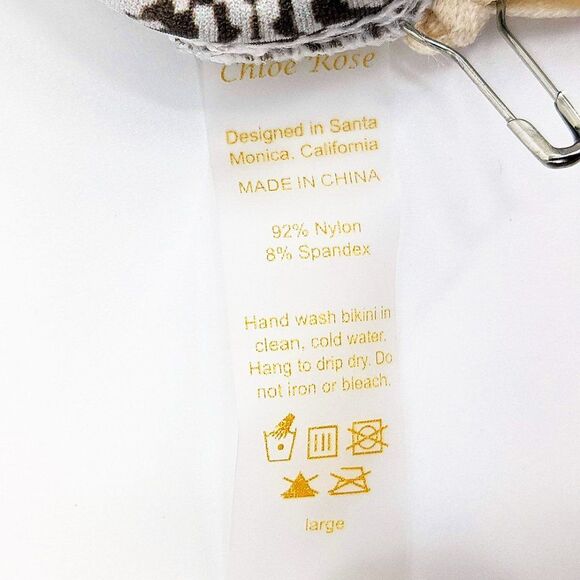 Chloe Rose
Designed in Santa
Monica. California
MADE IN CHINA
92% Nylon
8% Spandex
Hand wash bikini in
clean, cold water.
Hang to drip dry. Do
not iron or bleach.
large